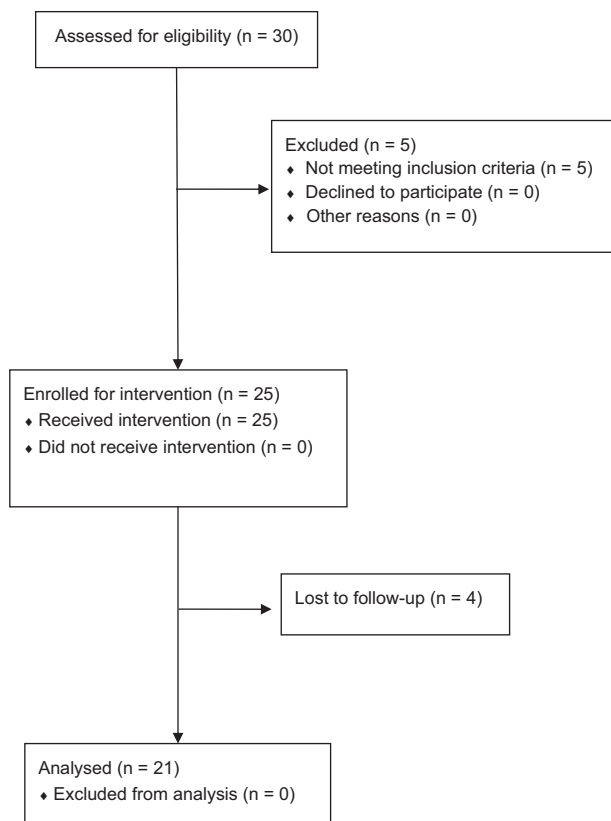 Assessed for eligibility (n = 30)
Excluded (n = 5)
♦ Not meeting inclusion criteria (n = 5)
♦ Declined to participate (n = 0)
♦ Other reasons (n = 0)
Enrolled for intervention (n = 25)
♦ Received intervention (n = 25)
♦ Did not receive intervention (n = 0)
Lost to follow-up (n = 4)
Analysed (n = 21)
♦ Excluded from analysis (n = 0)